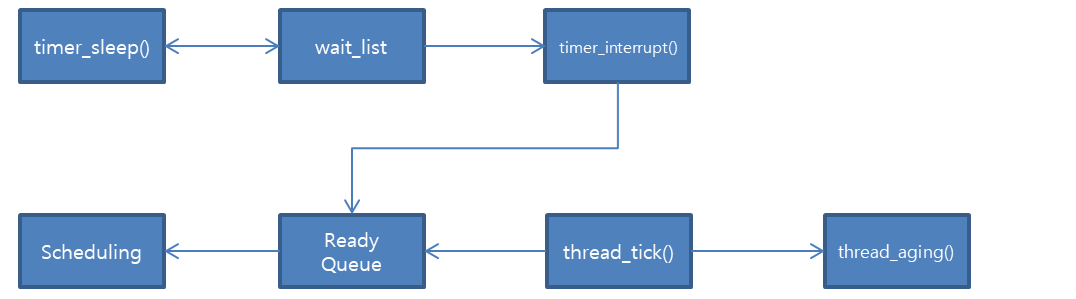 timer_sleep()
wait_list
timer_interrupt()
Scheduling
Ready
Queue
thread_tick()
thread_aging()